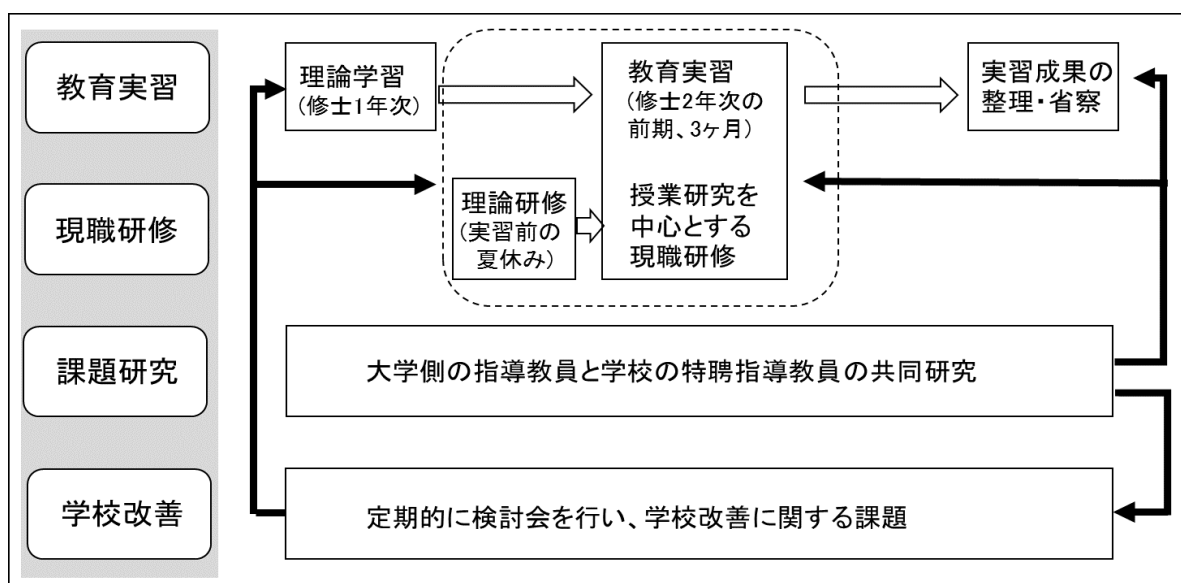 教育実習
理論学習
(修士1年次)
教育実習
(修士2年次の
前期、3ヶ月)
実習成果の
整理・省察
現職研修
理論研修
(実習前の
夏休み)
授業研究を
中心とする
現職研修
課題研究
大学側の指導教員と学校の特聘指導教員の共同研究
学校改善
定期的に検討会を行い、学校改善に関する課題